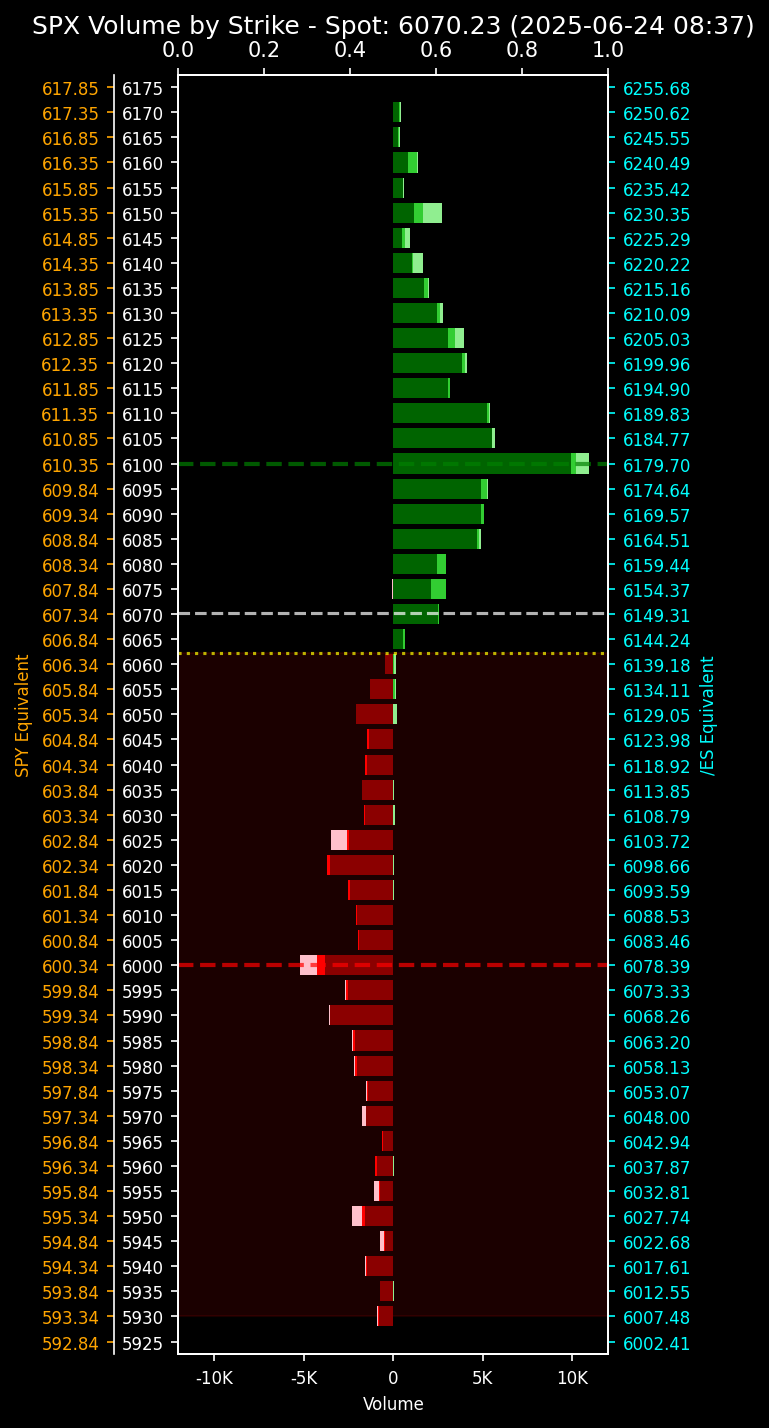 SPX Volume by Strike - Spot: 6070.23 (2025-06-24 08:37)
0.0 0.2 0.4 0.6 0.8 1.0
617.85 6175 6255.68
617.35 6170 6250.62
616.85 6165 6245.55
616.35 6160 6240.49
615.85 6155 6235.42
615.35 6150 6230.35
614.85 6145 6225.29
614.35 6140 6220.22
613.85 6135 6215.16
613.35 6130 6210.09
612.85 6125 6205.03
612.35 6120 6199.96
611.85 6115 6194.90
611.35 6110 6189.83
610.85 6105 6184.77
610.35 6100 6179.70
609.84 6095 6174.64
609.34 6090 6169.57
608.84 6085 6164.51
608.34 6080 6159.44
607.84 6075 6154.37
607.34 6070 6149.31
606.84 6065 6144.24
606.34 6060 6139.18
605.84 6055 6134.11
605.34 6050 6129.05
604.84 6045 6123.98
604.34 6040 6118.92
603.84 6035 6113.85
603.34 6030 6108.79
602.84 6025 6103.72
602.34 6020 6098.66
601.84 6015 6093.59
601.34 6010 6088.53
600.84 6005 6083.46
600.34 6000 6078.39
599.84 5995 6073.33
599.34 5990 6068.26
598.84 5985 6063.20
598.34 5980 6058.13
597.84 5975 6053.07
597.34 5970 6048.00
596.84 5965 6042.94
596.34 5960 6037.87
595.84 5955 6032.81
595.34 5950 6027.74
594.84 5945 6022.68
594.34 5940 6017.61
593.84 5935 6012.55
593.34 5930 6007.48
592.84 5925 6002.41
SPY Equivalent
/ES Equivalent
-10K -5K 0 5K 10K
Volume